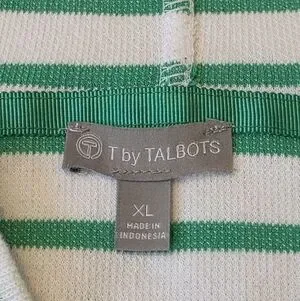 T by TALBOTS
XL
MADE IN
INDONESIA